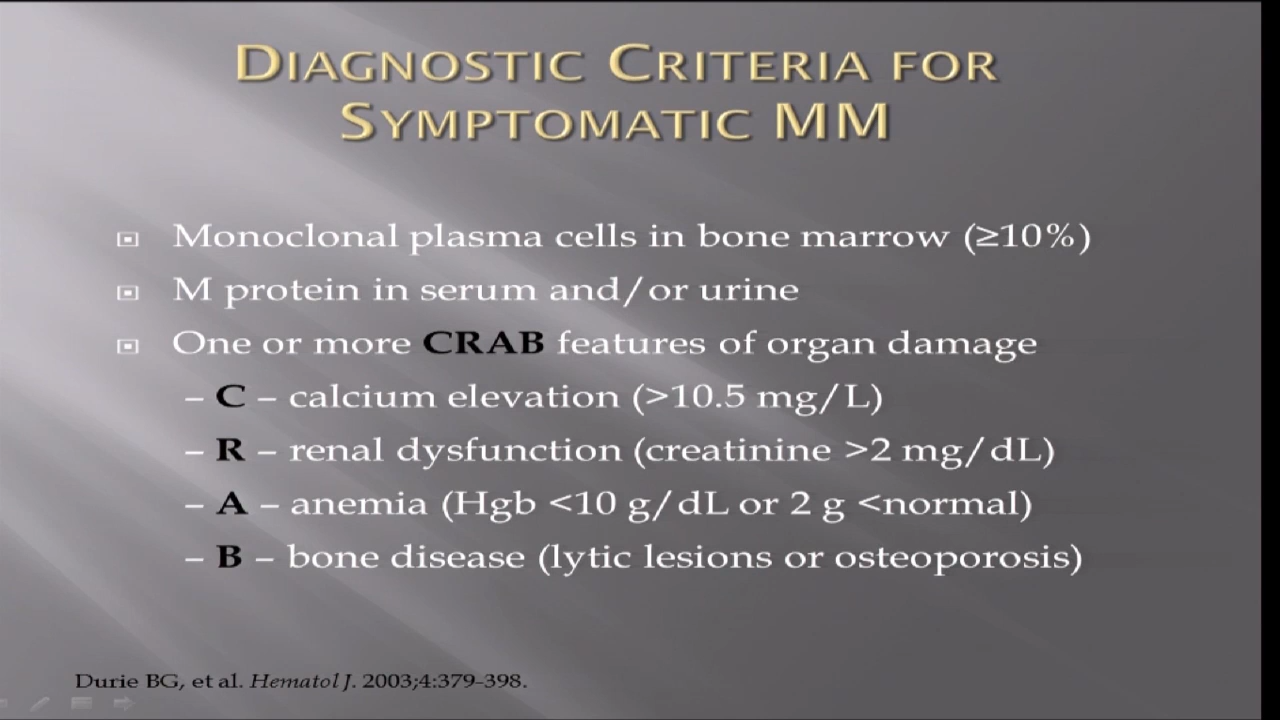 Diagnostic Criteria for
Symptomatic MM
Monoclonal plasma cells in bone marrow (≥10%)
M protein in serum and/or urine
One or more CRAB features of organ damage
– C – calcium elevation (>10.5 mg/L)
– R – renal dysfunction (creatinine >2 mg/dL)
– A – anemia (Hgb <10 g/dL or 2 g <normal)
– B – bone disease (lytic lesions or osteoporosis)
Durie BG, et al. Hematol J. 2003;4:379-398.